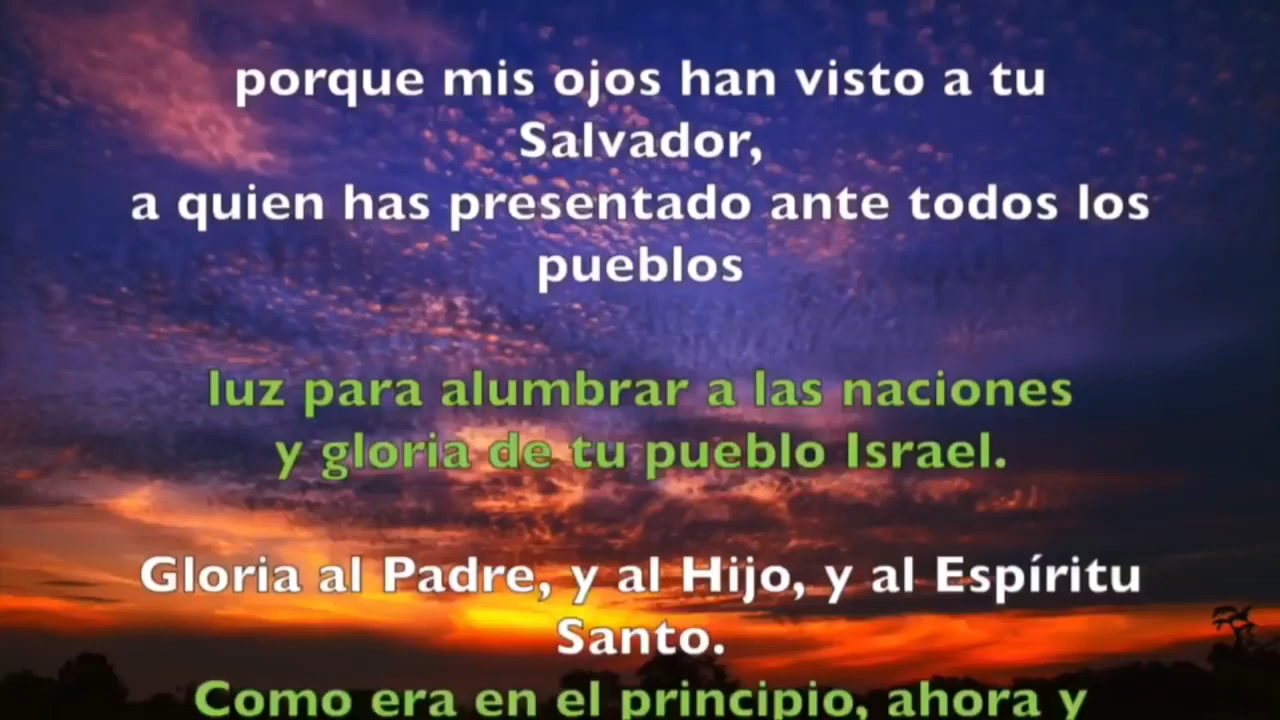 porque mis ojos han visto a tu
Salvador,
a quien has presentado ante todos los
pueblos
luz para alumbrar a las naciones
y gloria de tu pueblo Israel.
Gloria al Padre, y al Hijo, y al Espíritu
Santo.
Como era en el principio, ahora y